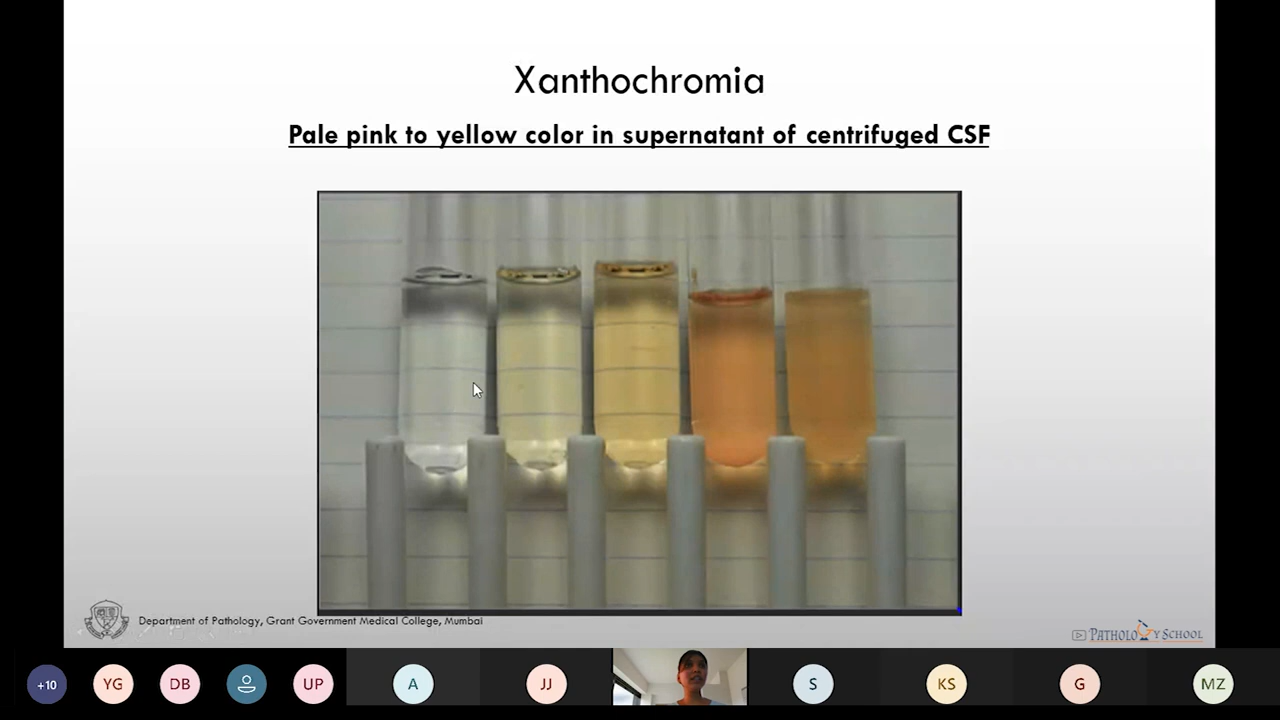 Xanthochromia
Pale pink to yellow color in supernatant of centrifuged CSF
Department of Pathology, Grant Government Medical College, Mumbai
PATHOLOGY SCHOOL
+10
YG
DB
UP
A
JJ
S
KS
G
MZ